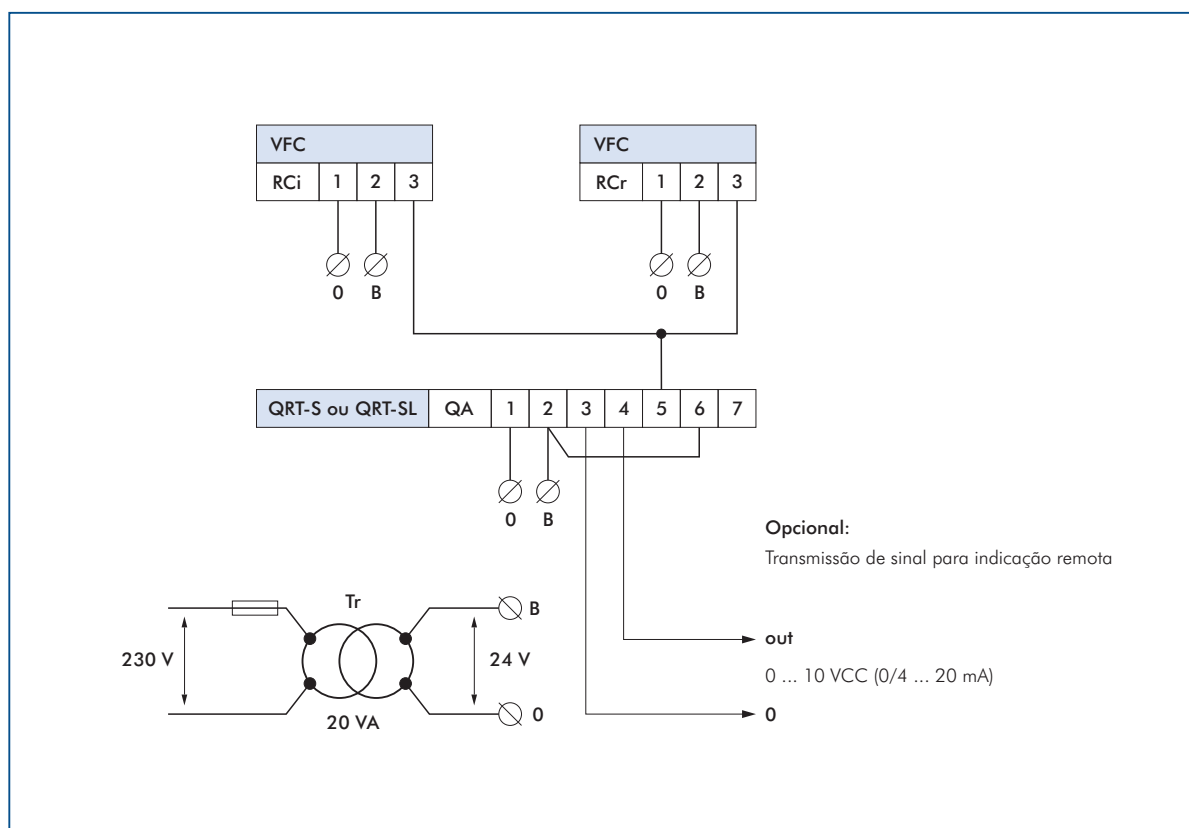 VFC
RCi 1 2 3
0 B
VFC
RCr 1 2 3
0 B
QRT-S ou QRT-SL QA 1 2 3 4 5 6 7
0 B
Opcional:
Transmissão de sinal para indicação remota
Tr
B
230 V
24 V
0
20 VA
out
0 ... 10 VCC (0/4 ... 20 mA)
0